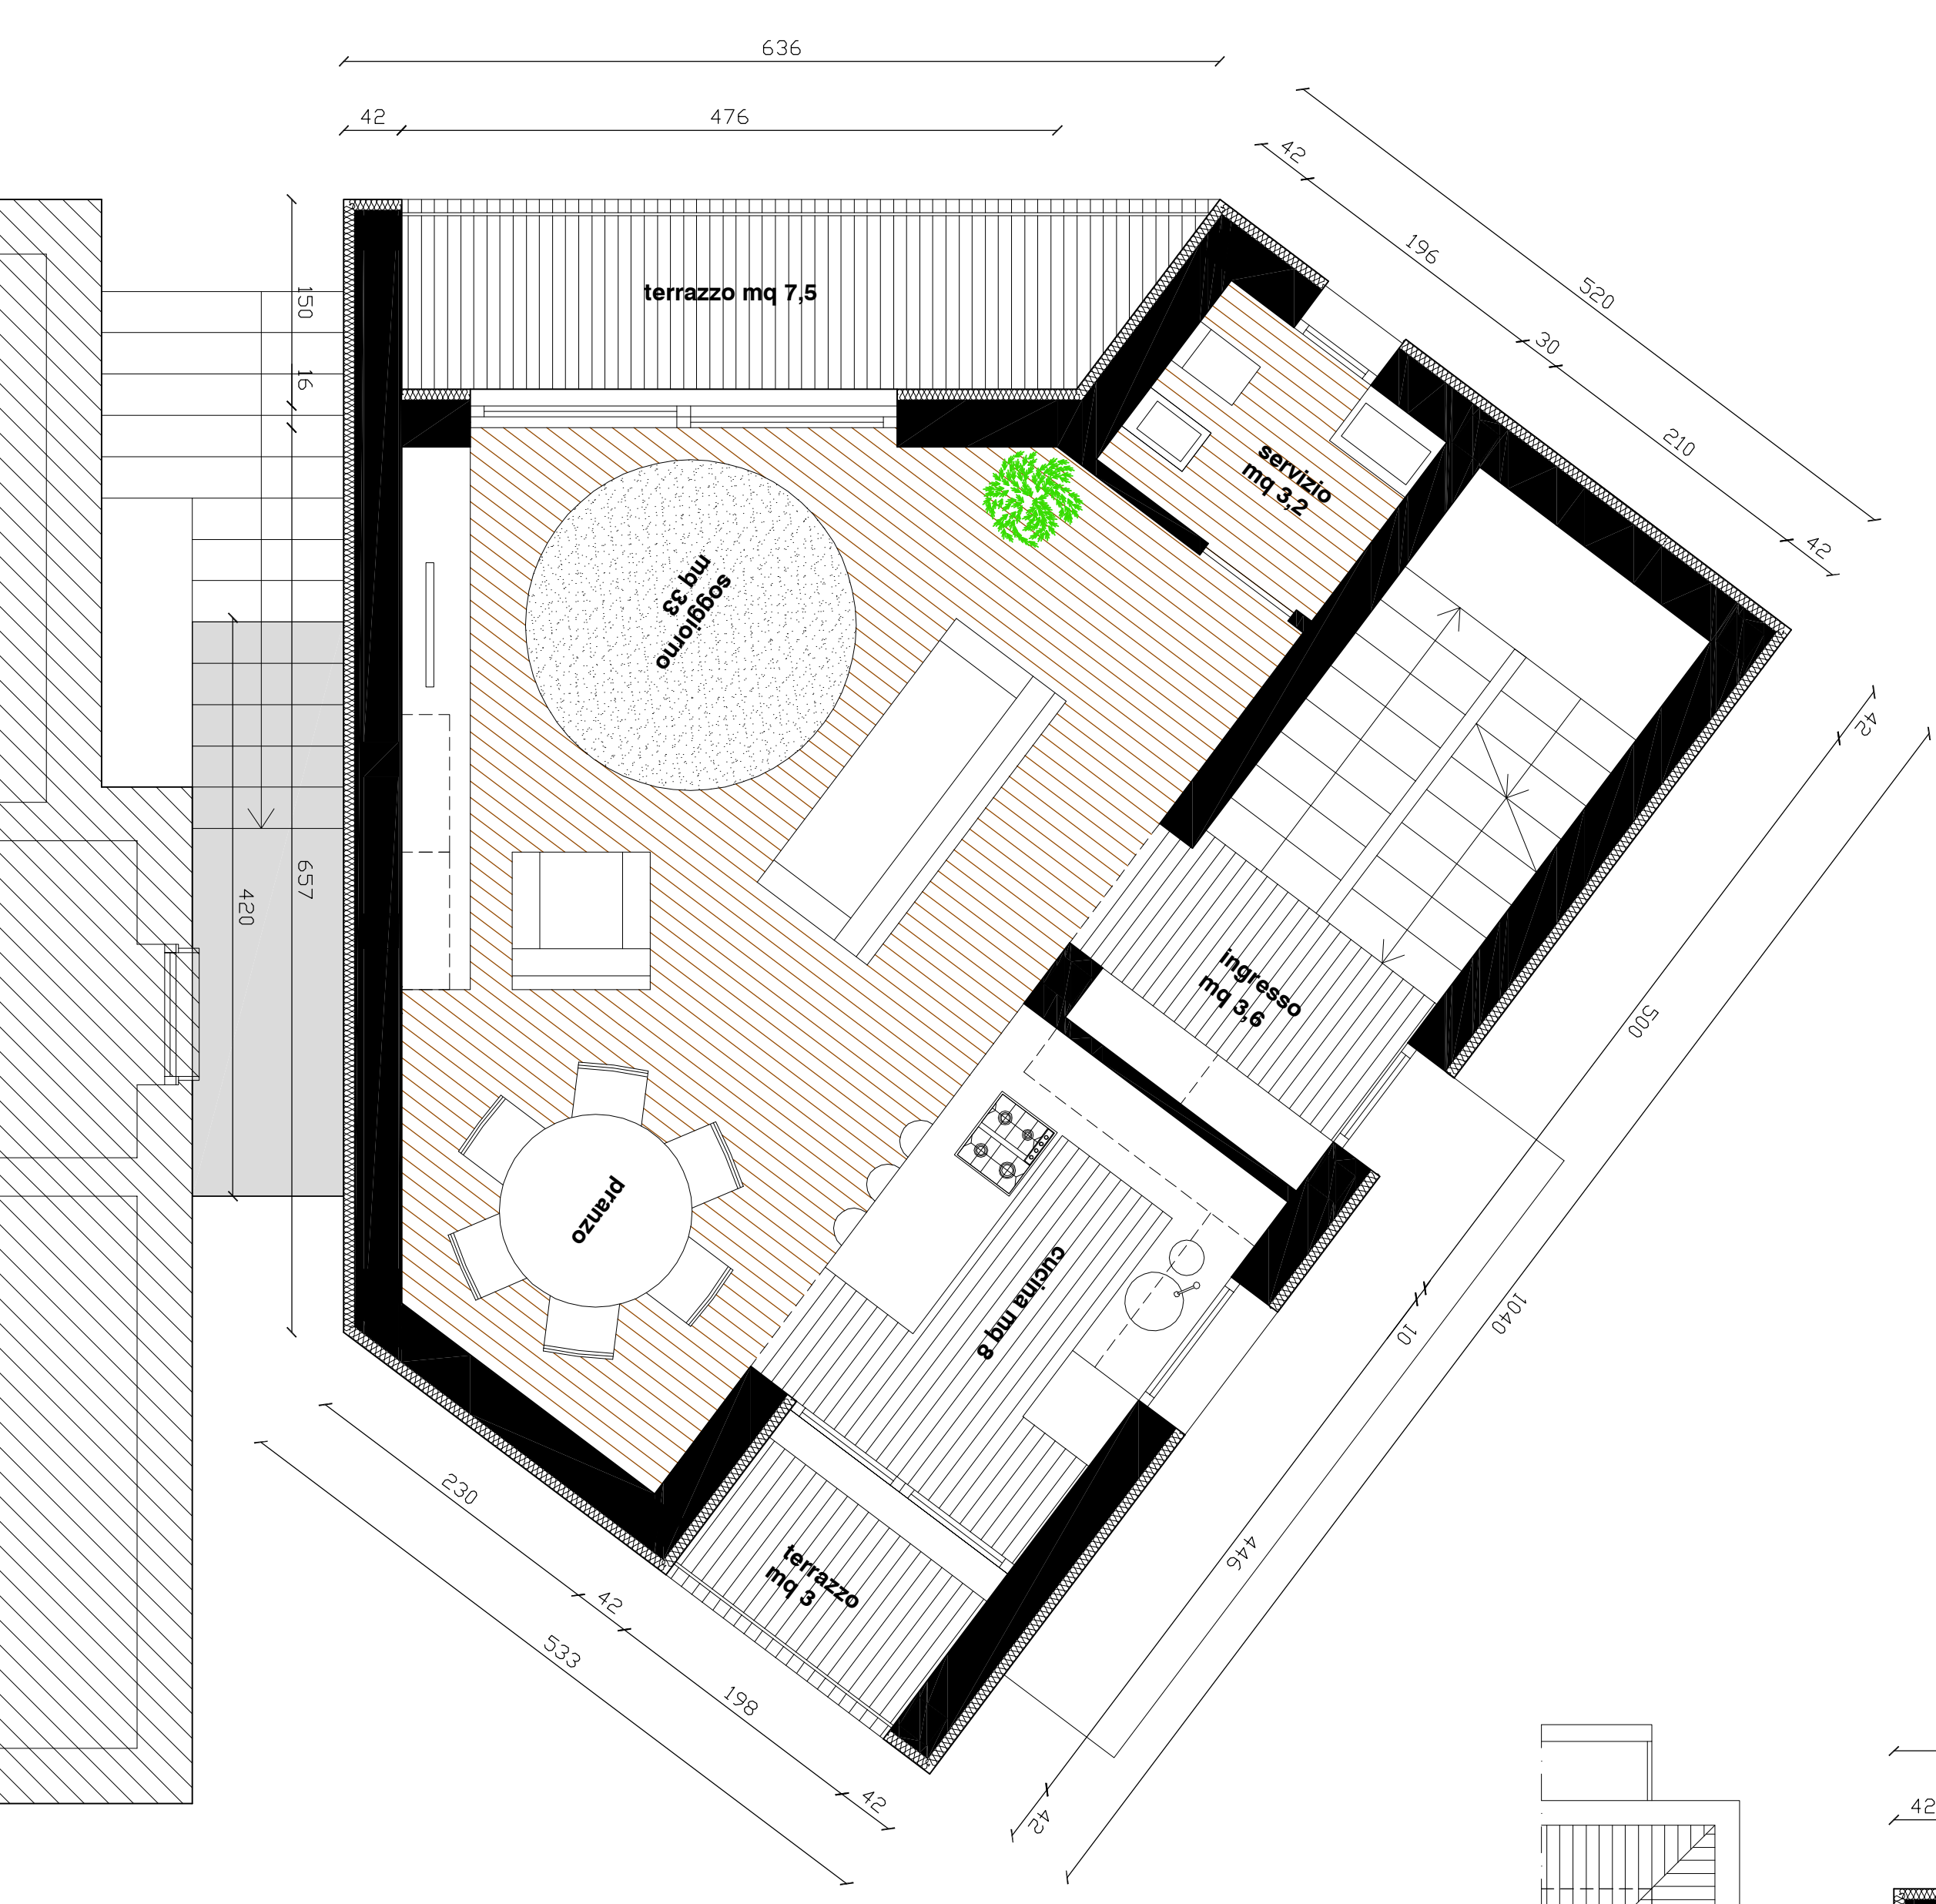 636
42
476
42
196
520
30
210
42
150
16
terrazzo mq 7,5
servizio
mq 3,2
soggiorno
mq 33
42
657
420
ingresso
mq 3,6
500
1040
10
pranzo
cucina mq 8
446
terrazzo
mq 3
230
42
533
198
42
42
42